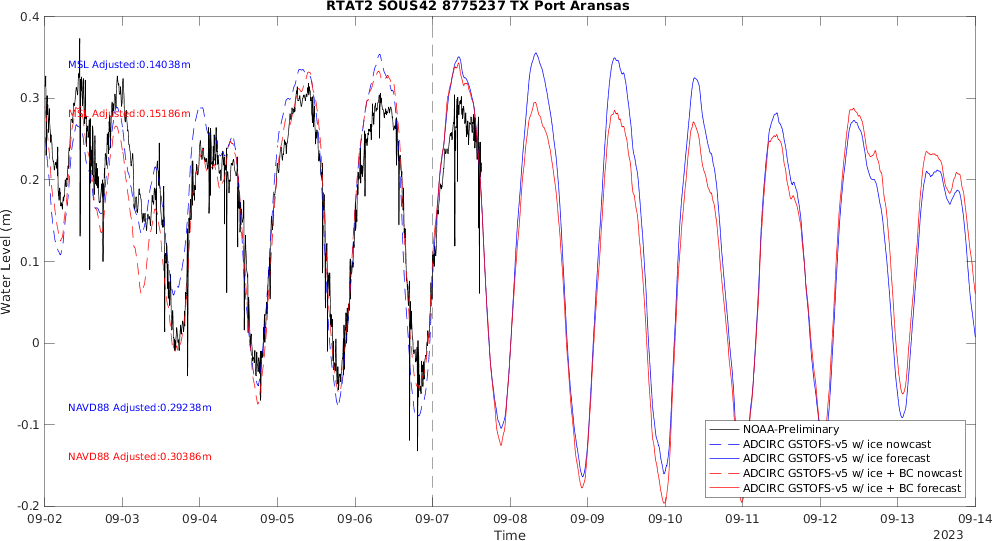 RTAT2 SOUS42 8775237 TX Port Aransas
0.4
0.3
0.2
0.1
0
-0.1
-0.2
Water Level (m)
MSL Adjusted:0.14038m
MSL Adjusted:0.15186m
NAVD88 Adjusted:0.29238m
NAVD88 Adjusted:0.30386m
NOAA-Preliminary
ADCIRC GSTOFS-v5 w/ ice nowcast
ADCIRC GSTOFS-v5 w/ ice forecast
ADCIRC GSTOFS-v5 w/ ice + BC nowcast
ADCIRC GSTOFS-v5 w/ ice + BC forecast
09-02 09-03 09-04 09-05 09-06 09-07 09-08 09-09 09-10 09-11 09-12 09-13 09-14
Time
2023